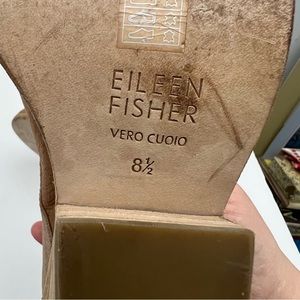 EILEEN
FISHER
VERO CUOIO
8½